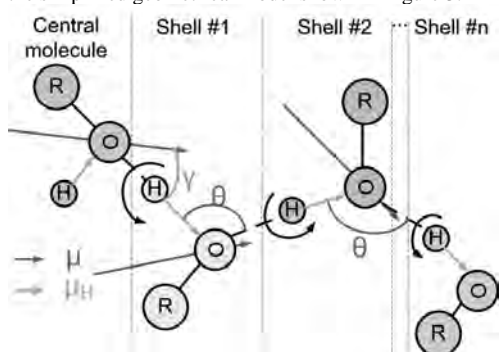 Central
molecule
Shell #1
Shell #2
...
Shell #n
R
O
H
H
γ
θ
O
R
H
R
O
θ
H
O
R
μ
μH